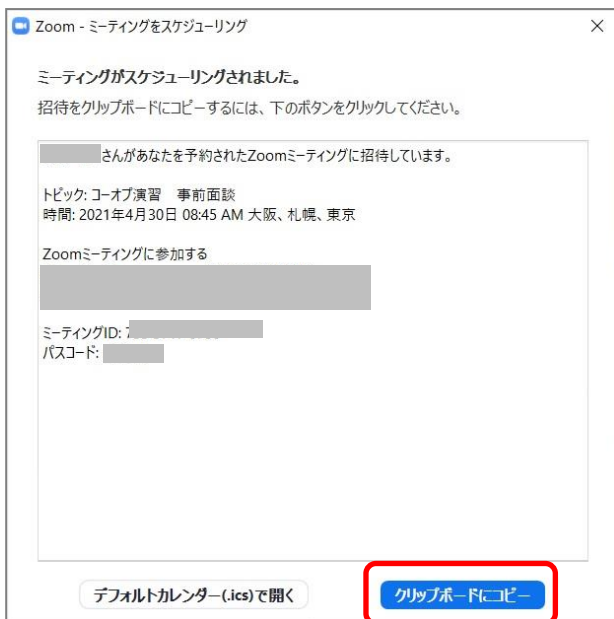 Zoom - ミーティングをスケジューリング
ミーティングがスケジューリングされました。
招待をクリップボードにコピーするには、下のボタンをクリックしてください。
さんがあなたを予約されたZoomミーティングに招待しています。
トピック: コーオプ演習　事前面談
時間: 2021年4月30日 08:45 AM 大阪、札幌、東京
Zoomミーティングに参加する
ミーティングID:
パスコード:
デフォルトカレンダー(.ics)で開く
クリップボードにコピー